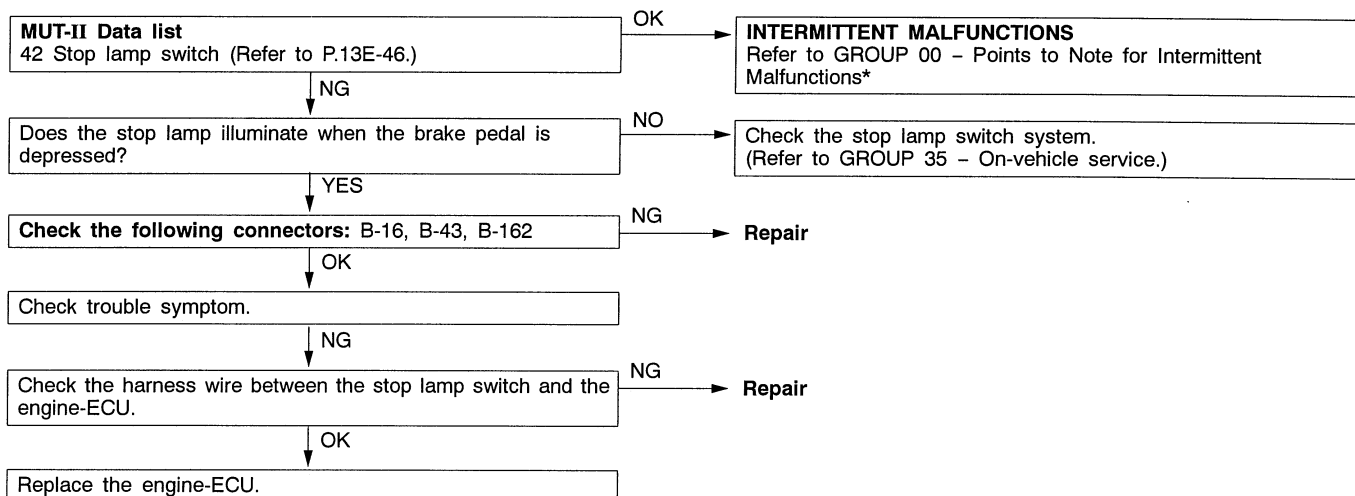 MUT-II Data list
42 Stop lamp switch (Refer to P.13E-46.)
OK
INTERMITTENT MALFUNCTIONS
Refer to GROUP 00 – Points to Note for Intermittent
Malfunctions*
NG
Does the stop lamp illuminate when the brake pedal is
depressed?
NO
Check the stop lamp switch system.
(Refer to GROUP 35 – On-vehicle service.)
YES
Check the following connectors: B-16, B-43, B-162
NG
Repair
OK
Check trouble symptom.
NG
Check the harness wire between the stop lamp switch and the
engine-ECU.
NG
Repair
OK
Replace the engine-ECU.